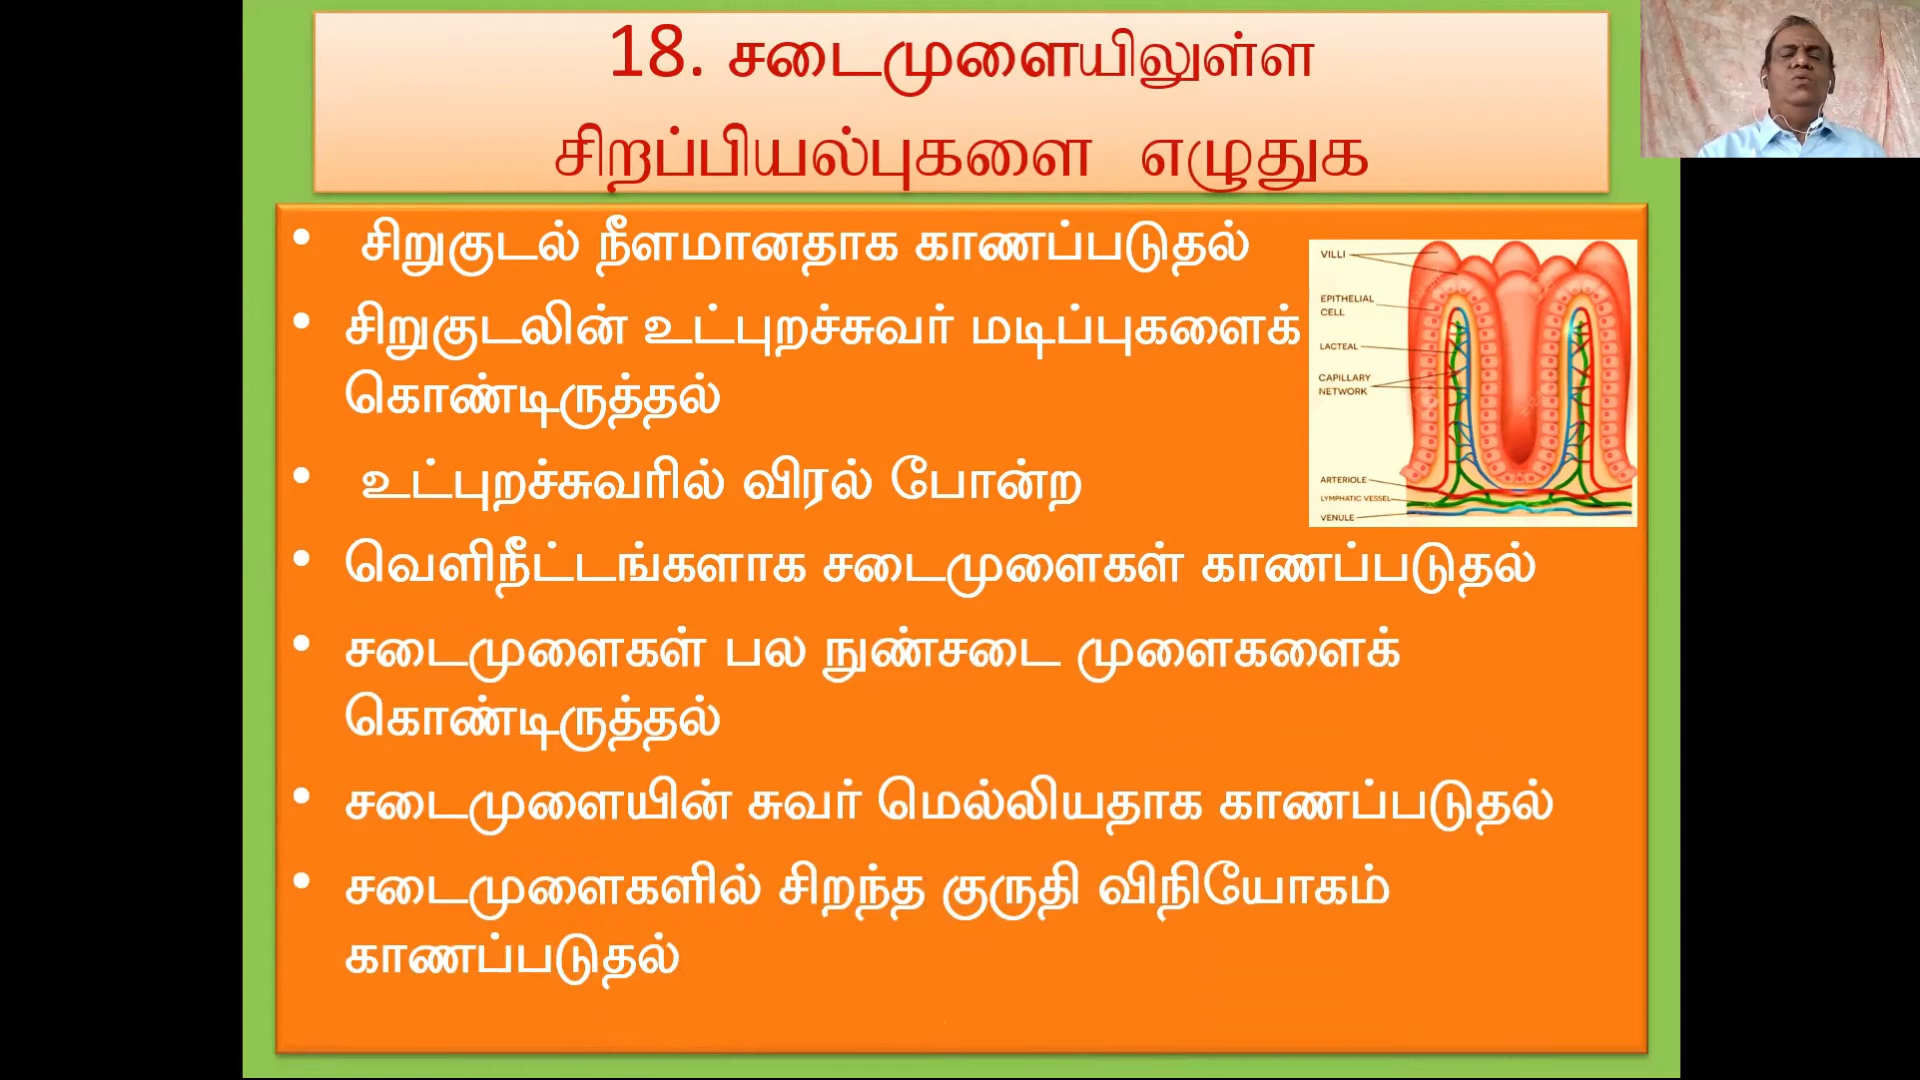 18. சடைமுளையிலுள்ள
சிறப்பியல்புகளை எழுதுக
• சிறுகுடல் நீளமானதாக காணப்படுதல்
• சிறுகுடலின் உட்புறச்சுவர் மடிப்புகளைக்
கொண்டிருத்தல்
• உட்புறச்சுவரில் விரல் போன்ற
• வெளிநீட்டங்களாக சடைமுளைகள் காணப்படுதல்
• சடைமுளைகள் பல நுண்சடை முளைகளைக்
கொண்டிருத்தல்
• சடைமுளையின் சுவர் மெல்லியதாக காணப்படுதல்
• சடைமுளைகளில் சிறந்த குருதி விநியோகம்
காணப்படுதல்
VILLI
EPITHELIAL
CELL
LACTEAL
CAPILLARY
NETWORK
ARTERIOLE
LYMPHATIC VESSEL
VENULE